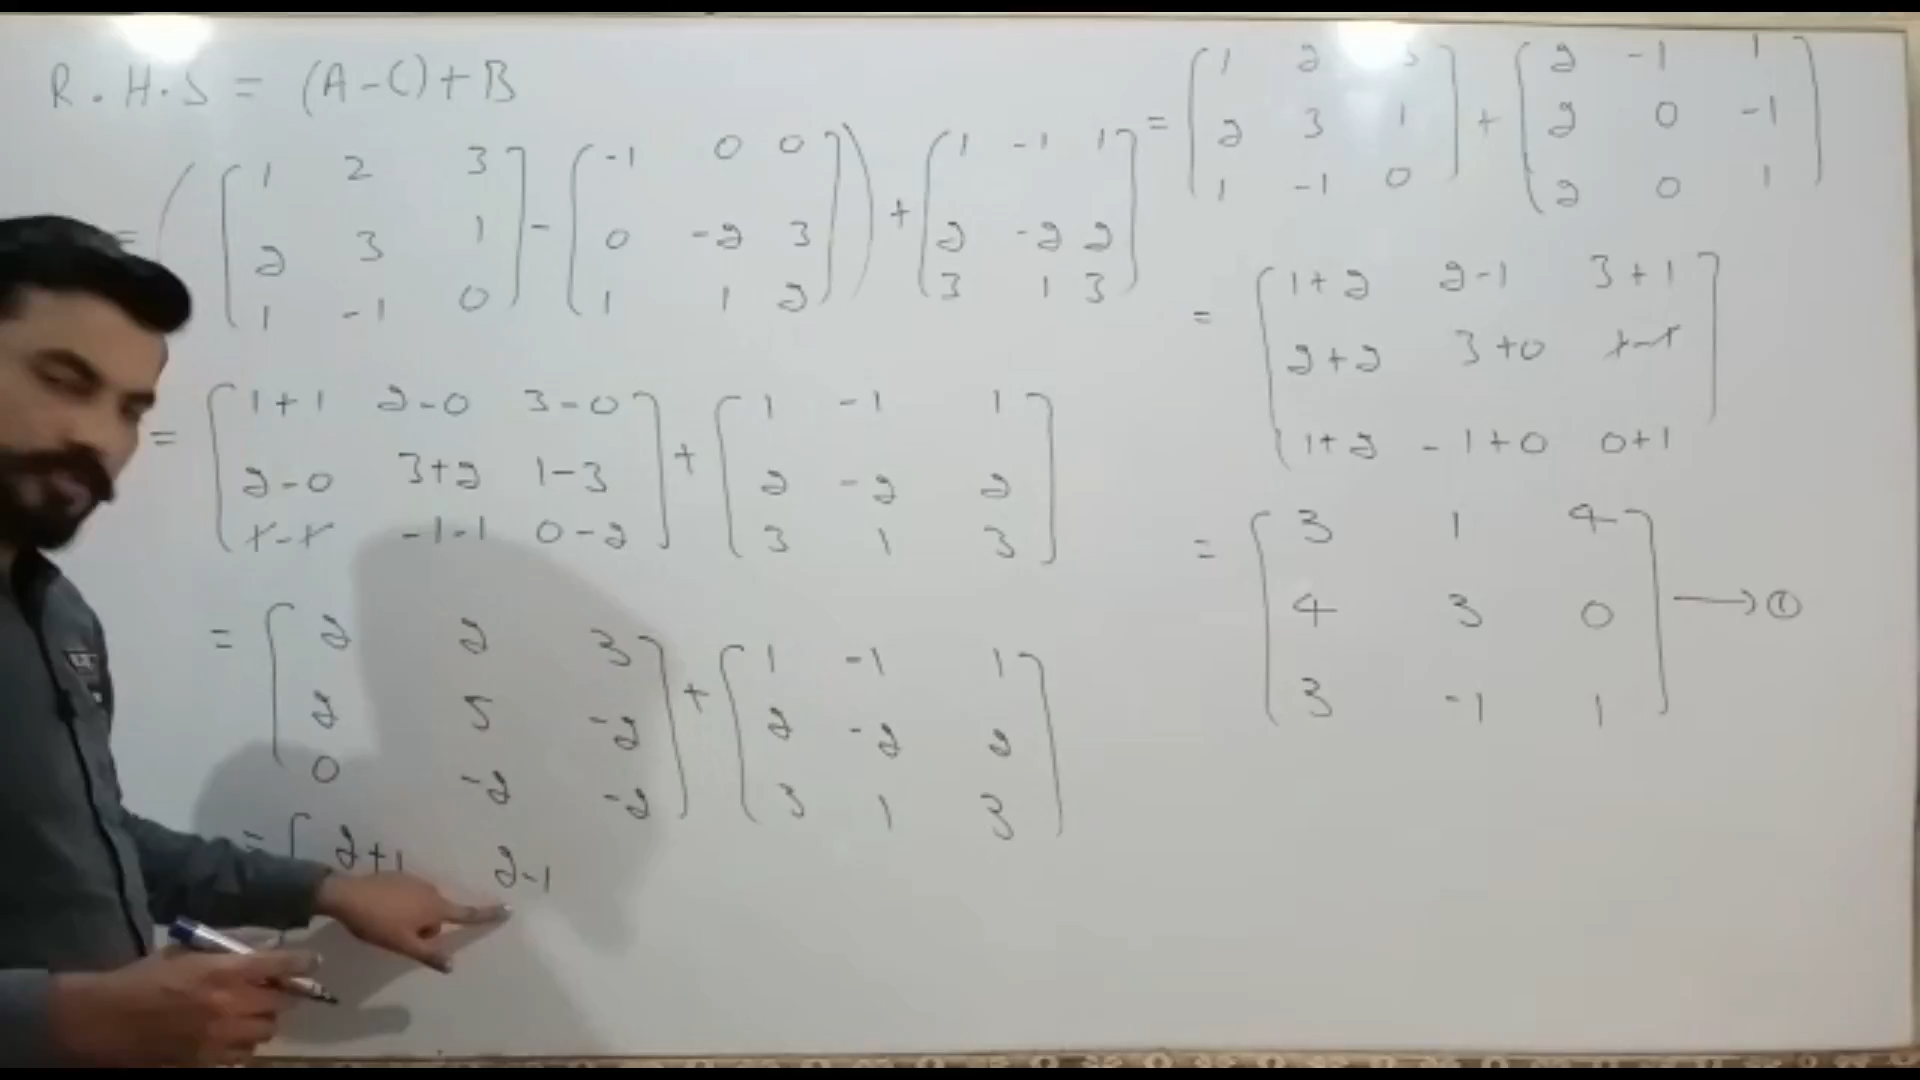 R.H.S = (A-C)+B
= ( [ 1 2 3 ] - [ -1 0 0 ] ) + [ 1 -1 1 ]
[ 2 3 1 ] [ 0 -2 3 ] [ 2 -2 2 ]
[ 1 -1 0 ] [ 1 1 2 ] [ 3 1 3 ]
= [ 1+1 2-0 3-0 ] + [ 1 -1 1 ]
[ 2-0 3+2 1-3 ] [ 2 -2 2 ]
[ 1-1 -1-1 0-2 ] [ 3 1 3 ]
= [ 2 2 3 ] + [ 1 -1 1 ]
[ 2 5 -2 ] [ 2 -2 2 ]
[ 0 -2 -2 ] [ 3 1 3 ]
= [ 2+1 2-1
= [ 1 2 3 ] + [ 2 -1 1 ]
[ 2 3 1 ] [ 2 0 -1 ]
[ 1 -1 0 ] [ 2 0 1 ]
= [ 1+2 2-1 3+1 ]
[ 2+2 3+0 1-1 ]
[ 1+2 -1+0 0+1 ]
= [ 3 1 4 ]
[ 4 3 0 ] → ①
[ 3 -1 1 ]